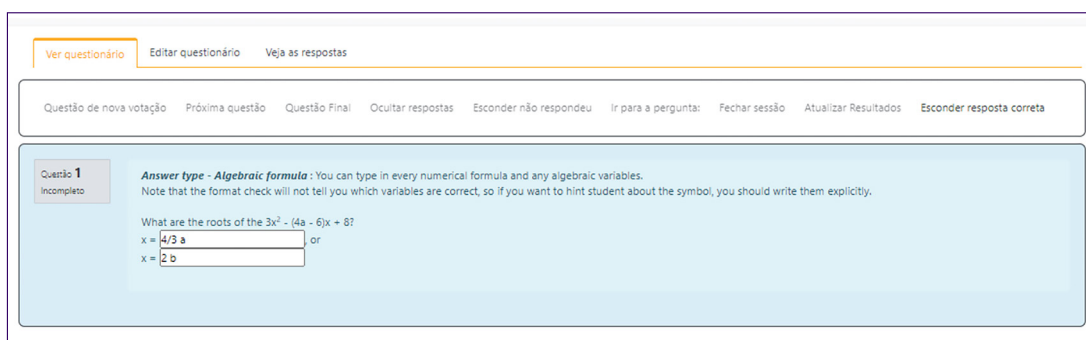 Ver questionário Editar questionário Veja as respostas
Questão de nova votação Próxima questão Questão Final Ocultar respostas Esconder não respondeu Ir para a pergunta: Fechar sessão Atualizar Resultados Esconder resposta correta
Questão 1
Incompleto
Answer type - Algebraic formula : You can type in every numerical formula and any algebraic variables.
Note that the format check will not tell you which variables are correct, so if you want to hint student about the symbol, you should write them explicitly.
What are the roots of the 3x² - (4a - 6)x + 8?
x = 4/3 a , or
x = 2 b